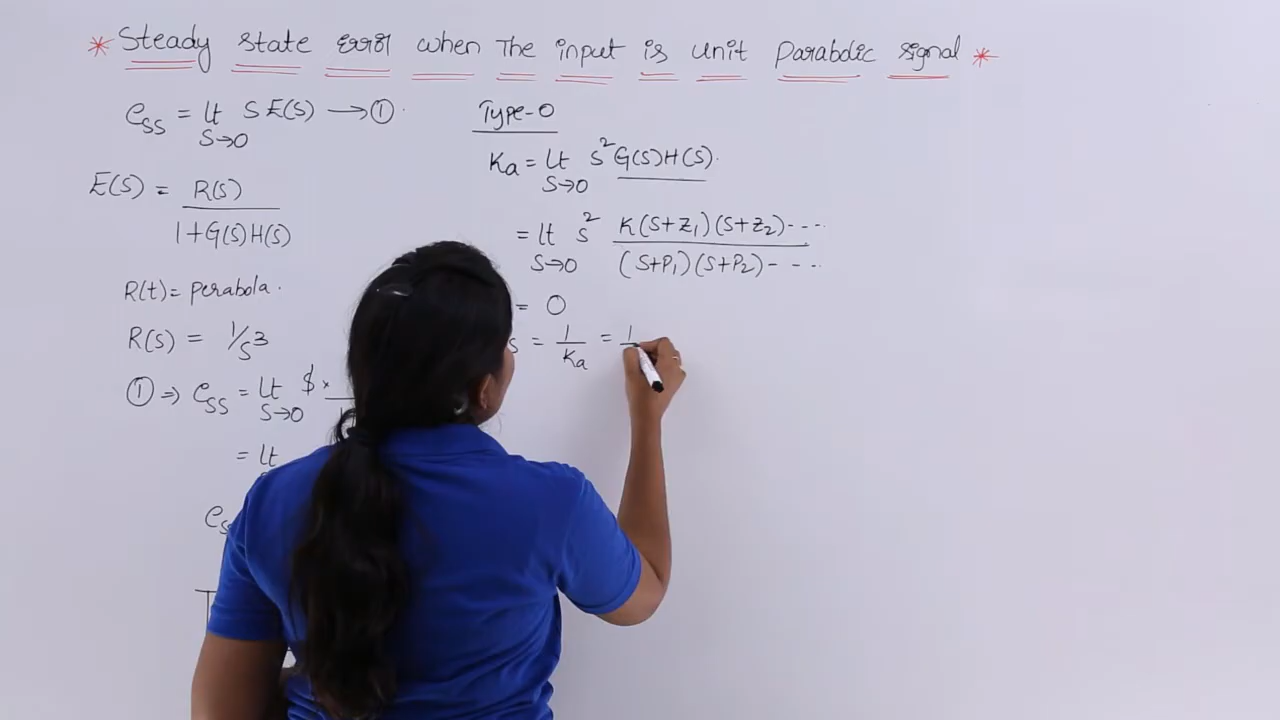 * Steady state error when the input is unit parabolic signal *
ess = lt S→0 S E(S) → ①
E(S) = R(S) / 1+G(S)H(S)
R(t) = perabola.
R(S) = 1/S³
① ⇒ ess = lt S→0 $ ×
= lt
es
Type-0
Ka = lt S→0 s² G(S)H(S).
= lt S→0 s² K(S+Z1)(S+Z2)---- / (S+P1)(S+P2)- ---
= 0
s = 1/Ka = 1